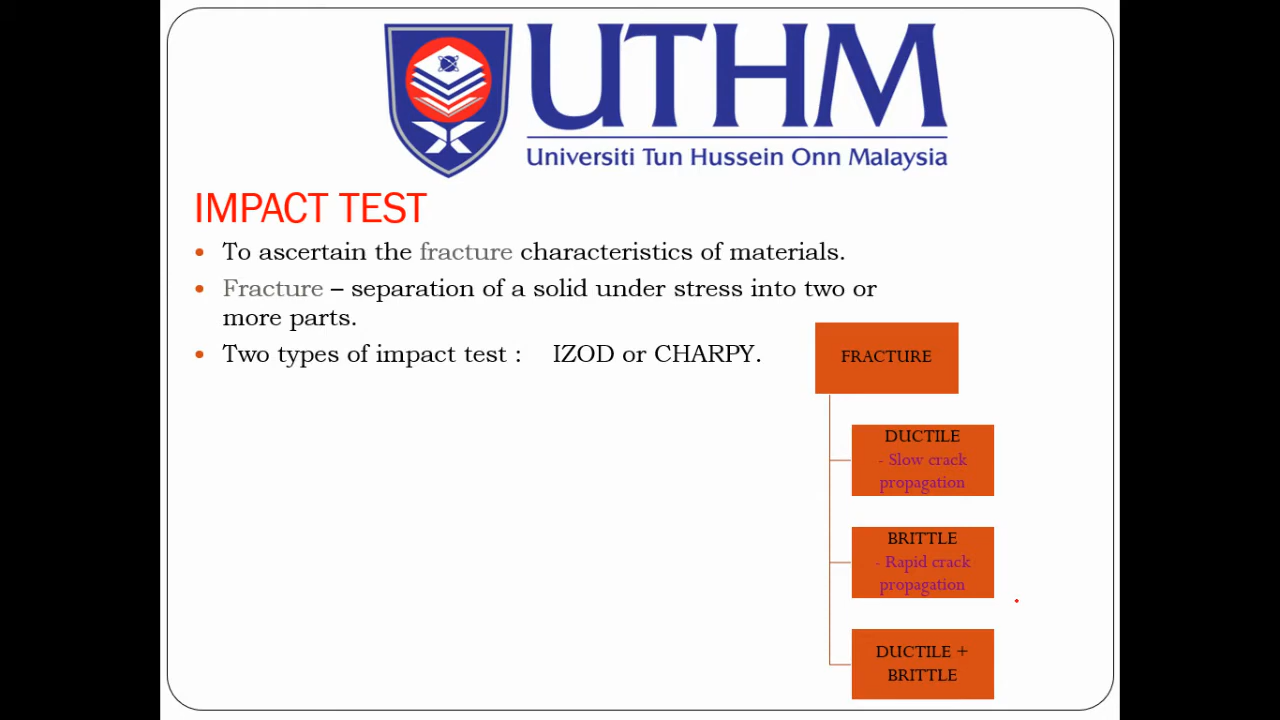 UTHM
Universiti Tun Hussein Onn Malaysia
IMPACT TEST
• To ascertain the fracture characteristics of materials.
• Fracture – separation of a solid under stress into two or
more parts.
• Two types of impact test : IZOD or CHARPY.
FRACTURE
DUCTILE
- Slow crack
propagation
BRITTLE
- Rapid crack
propagation
DUCTILE +
BRITTLE